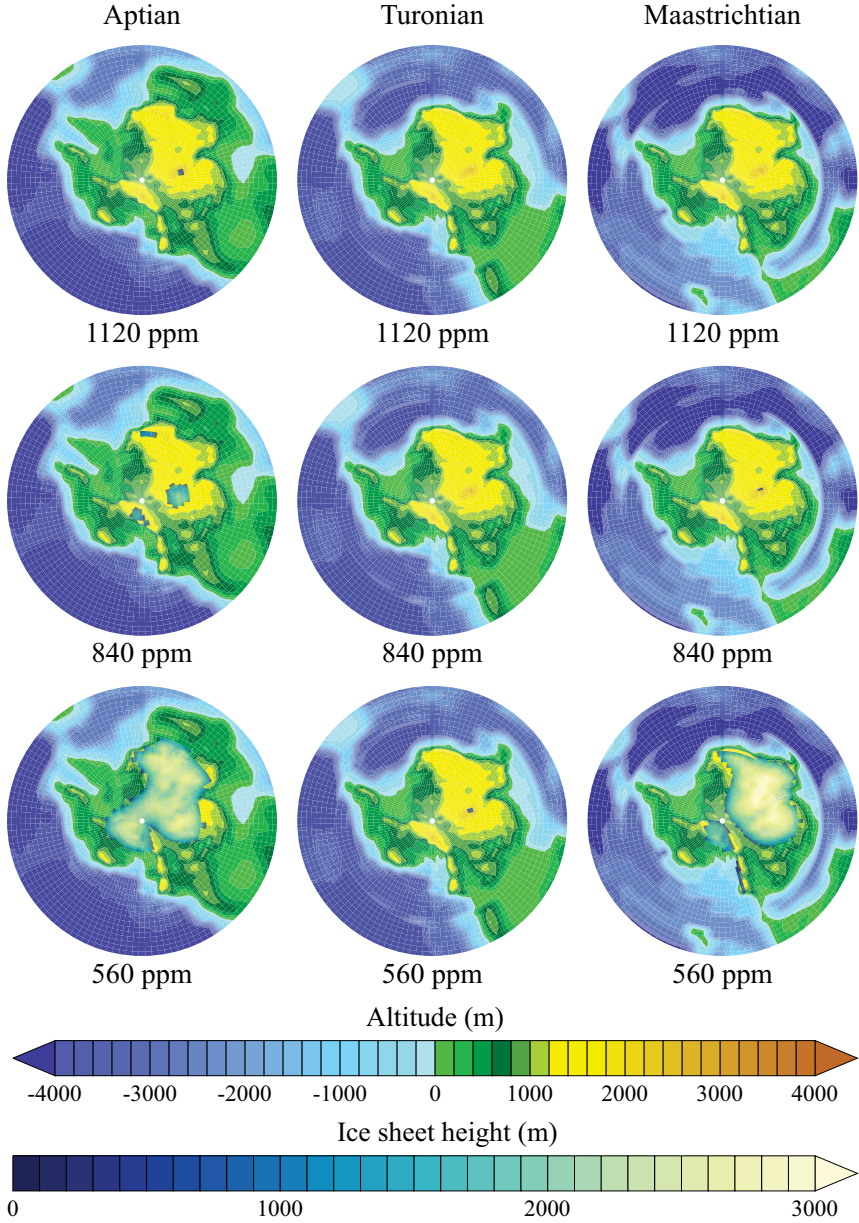 Aptian Turonian Maastrichtian
1120 ppm 1120 ppm 1120 ppm
840 ppm 840 ppm 840 ppm
560 ppm 560 ppm 560 ppm
Altitude (m)
-4000 -3000 -2000 -1000 0 1000 2000 3000 4000
Ice sheet height (m)
0 1000 2000 3000